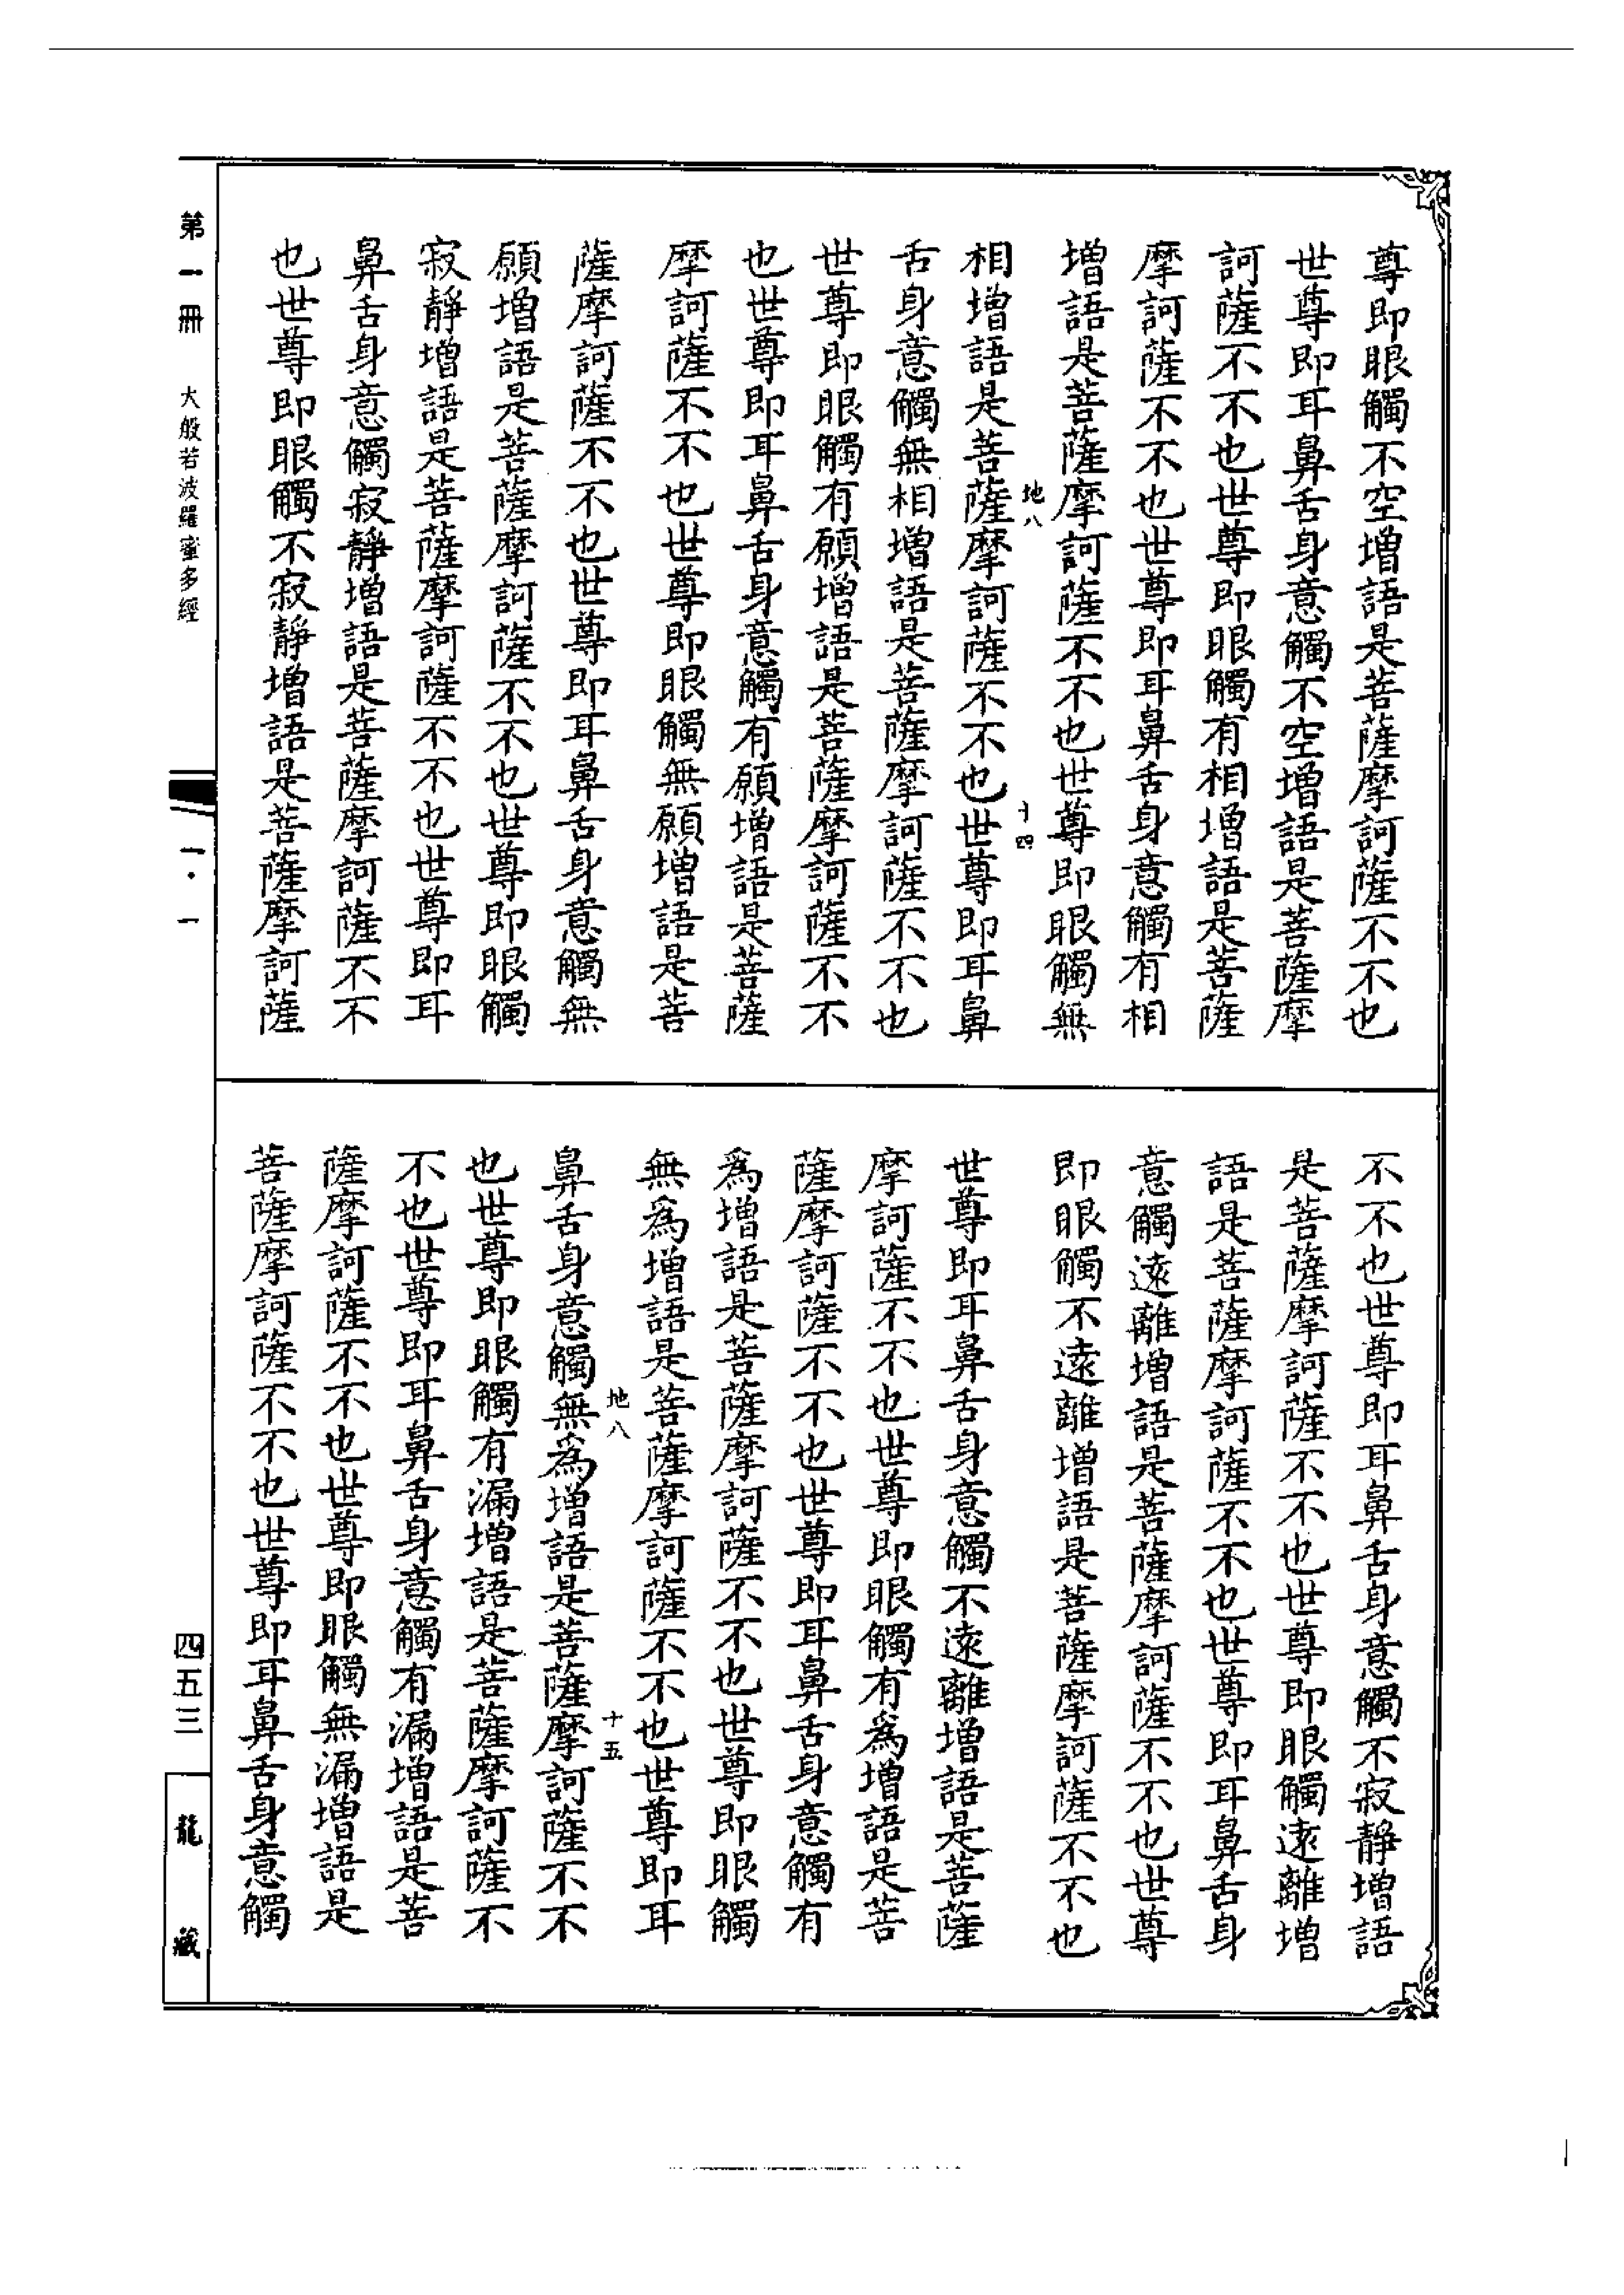 尊即眼觸不空增語是菩薩摩訶薩不不也
世尊即耳鼻舌身意觸不空增語是菩薩摩
訶薩不不也世尊即眼觸有相增語是菩薩
摩訶薩不不也世尊即耳鼻舌身意觸有相
增語是菩薩摩訶薩不不也世尊即眼觸無
地八 十四
相增語是菩薩摩訶薩不不也世尊即耳鼻
舌身意觸無相增語是菩薩摩訶薩不不也
世尊即眼觸有願增語是菩薩摩訶薩不不
也世尊即耳鼻舌身意觸有願增語是菩薩
摩訶薩不不也世尊即眼觸無願增語是菩
薩摩訶薩不不也世尊即耳鼻舌身意觸無
願增語是菩薩摩訶薩不不也世尊即眼觸
寂靜增語是菩薩摩訶薩不不也世尊即耳
鼻舌身意觸寂靜增語是菩薩摩訶薩不不
也世尊即眼觸不寂靜增語是菩薩摩訶薩
不不也世尊即耳鼻舌身意觸不寂靜增語
是菩薩摩訶薩不不也世尊即眼觸遠離增
語是菩薩摩訶薩不不也世尊即耳鼻舌身
意觸遠離增語是菩薩摩訶薩不不也世尊
即眼觸不遠離增語是菩薩摩訶薩不不也
世尊即耳鼻舌身意觸不遠離增語是菩薩
摩訶薩不不也世尊即眼觸有爲增語是菩
薩摩訶薩不不也世尊即耳鼻舌身意觸有
爲增語是菩薩摩訶薩不不也世尊即眼觸
無爲增語是菩薩摩訶薩不不也世尊即耳
地八 十五
鼻舌身意觸無爲增語是菩薩摩訶薩不不
也世尊即眼觸有漏增語是菩薩摩訶薩不
不也世尊即耳鼻舌身意觸有漏增語是菩
薩摩訶薩不不也世尊即眼觸無漏增語是
菩薩摩訶薩不不也世尊即耳鼻舌身意觸
第一冊 大般若波羅蜜多經 一·一 四五三 龍藏